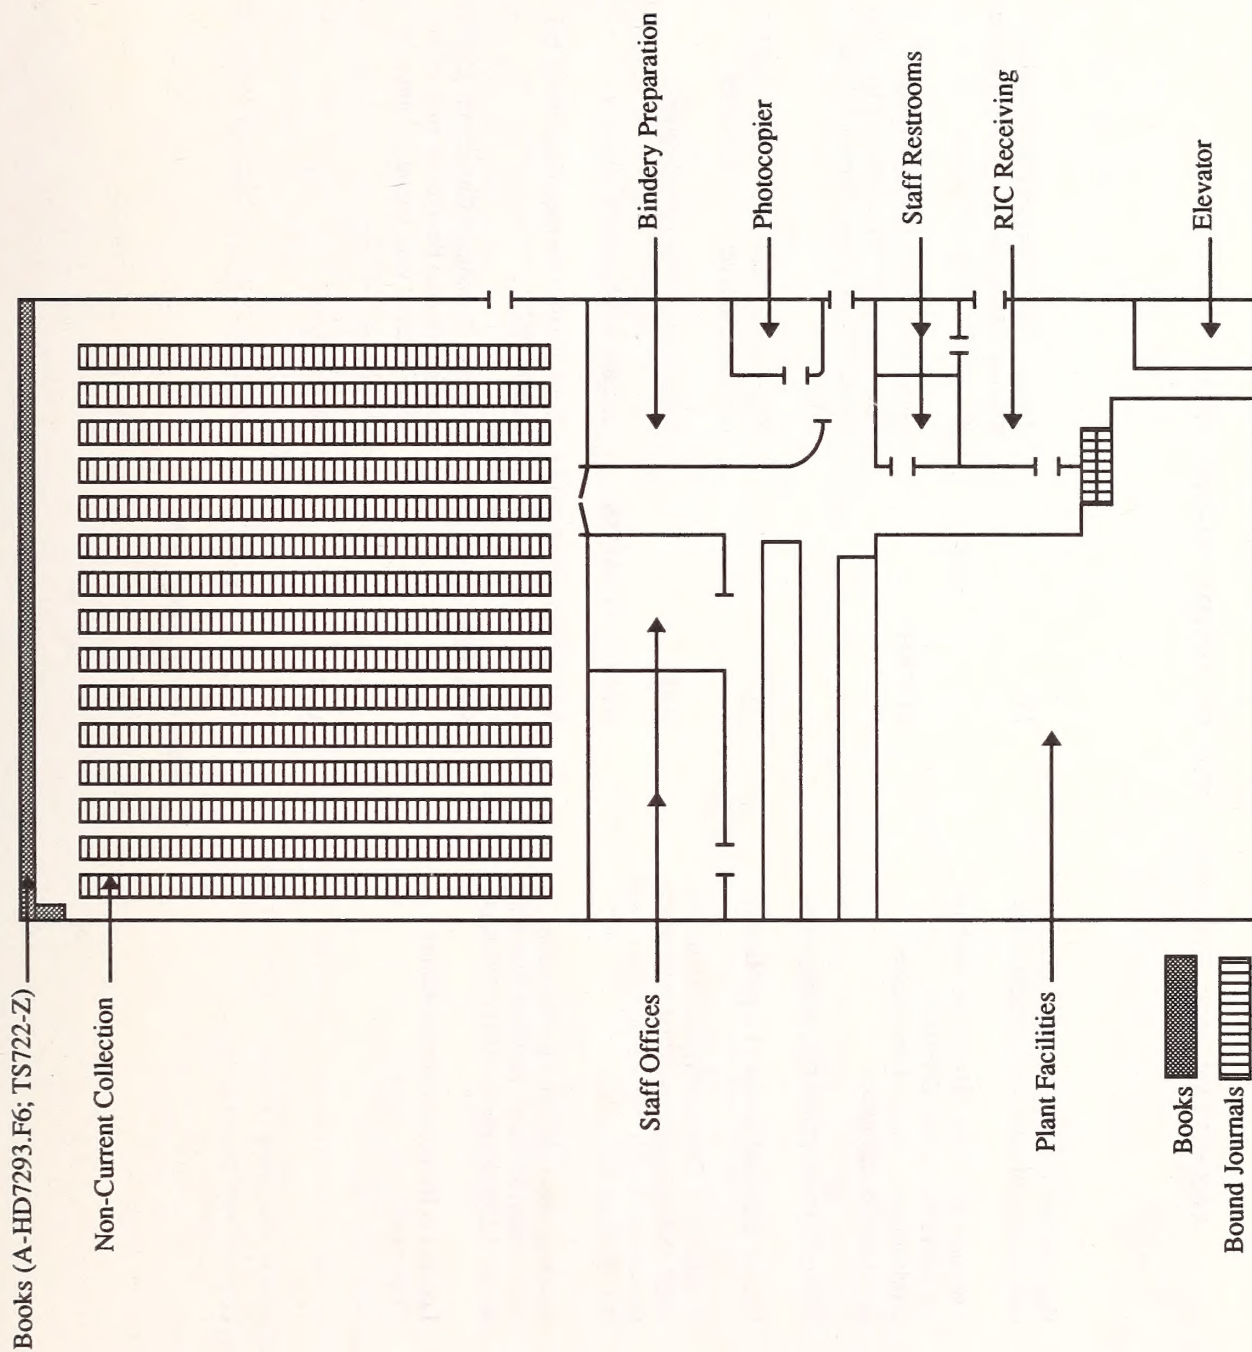 Books (A-HD7293.F6; TS722-Z)
Non-Current Collection
Staff Offices
Plant Facilities
Books
Bound Journals
Bindery Preparation
Photocopier
Staff Restrooms
RIC Receiving
Elevator